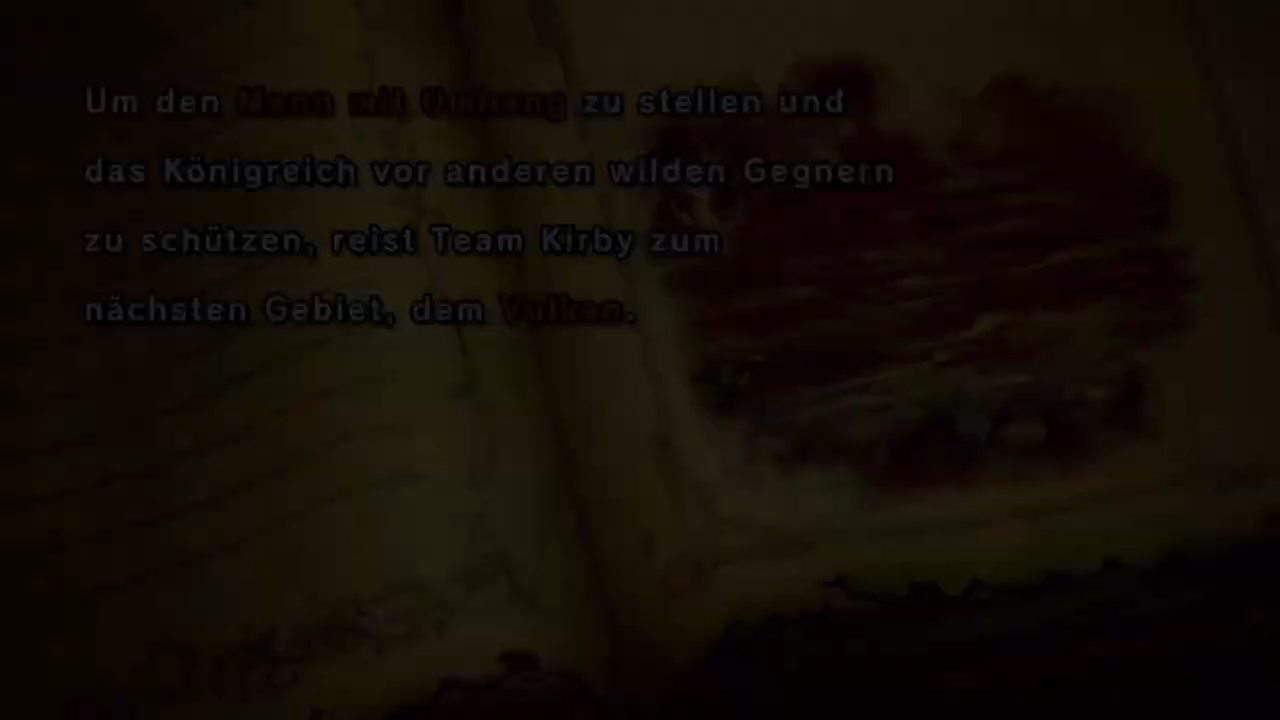 Um den Mann mit Umhang zu stellen und
das Königreich vor anderen wilden Gegnern
zu schützen, reist Team Kirby zum
nächsten Gebiet, dem Vulkan.